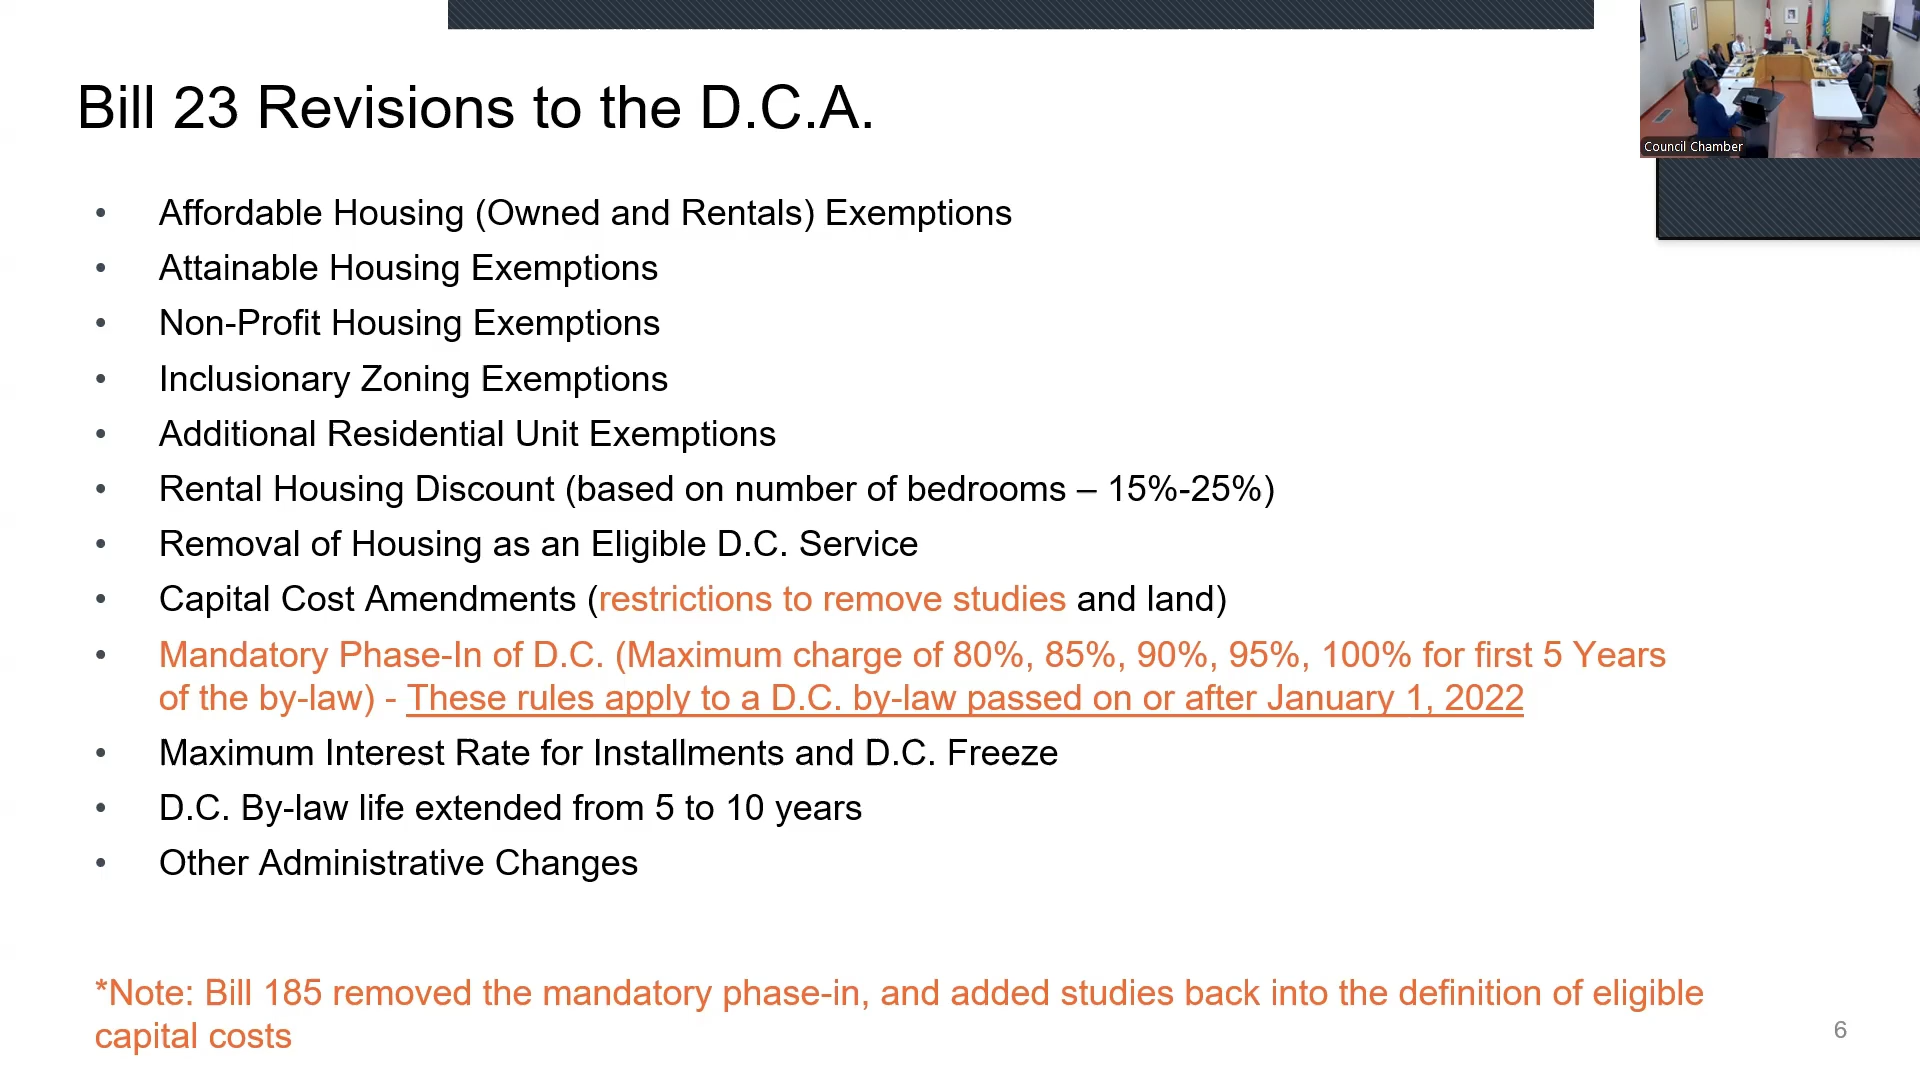 Bill 23 Revisions to the D.C.A.
Council Chamber
• Affordable Housing (Owned and Rentals) Exemptions
• Attainable Housing Exemptions
• Non-Profit Housing Exemptions
• Inclusionary Zoning Exemptions
• Additional Residential Unit Exemptions
• Rental Housing Discount (based on number of bedrooms – 15%-25%)
• Removal of Housing as an Eligible D.C. Service
• Capital Cost Amendments (restrictions to remove studies and land)
• Mandatory Phase-In of D.C. (Maximum charge of 80%, 85%, 90%, 95%, 100% for first 5 Years
of the by-law) - These rules apply to a D.C. by-law passed on or after January 1, 2022
• Maximum Interest Rate for Installments and D.C. Freeze
• D.C. By-law life extended from 5 to 10 years
• Other Administrative Changes
*Note: Bill 185 removed the mandatory phase-in, and added studies back into the definition of eligible
capital costs
6